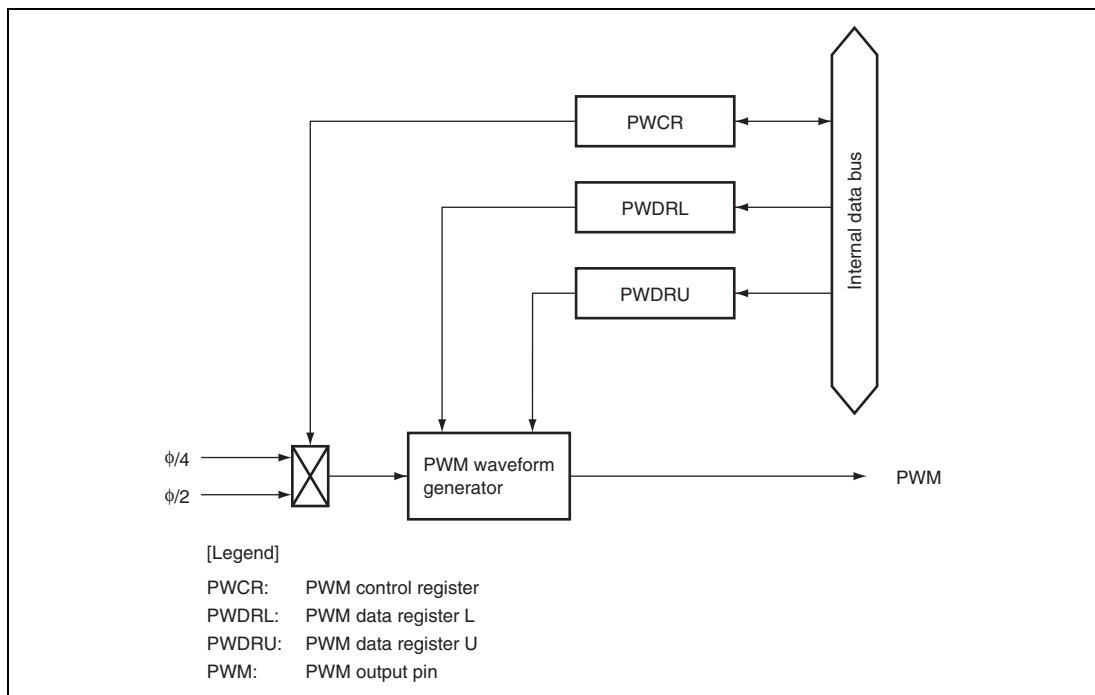 PWCR
PWDRL
PWDRU
Internal data bus
ϕ/4
ϕ/2
PWM waveform
generator
PWM
[Legend]
PWCR: PWM control register
PWDRL: PWM data register L
PWDRU: PWM data register U
PWM: PWM output pin